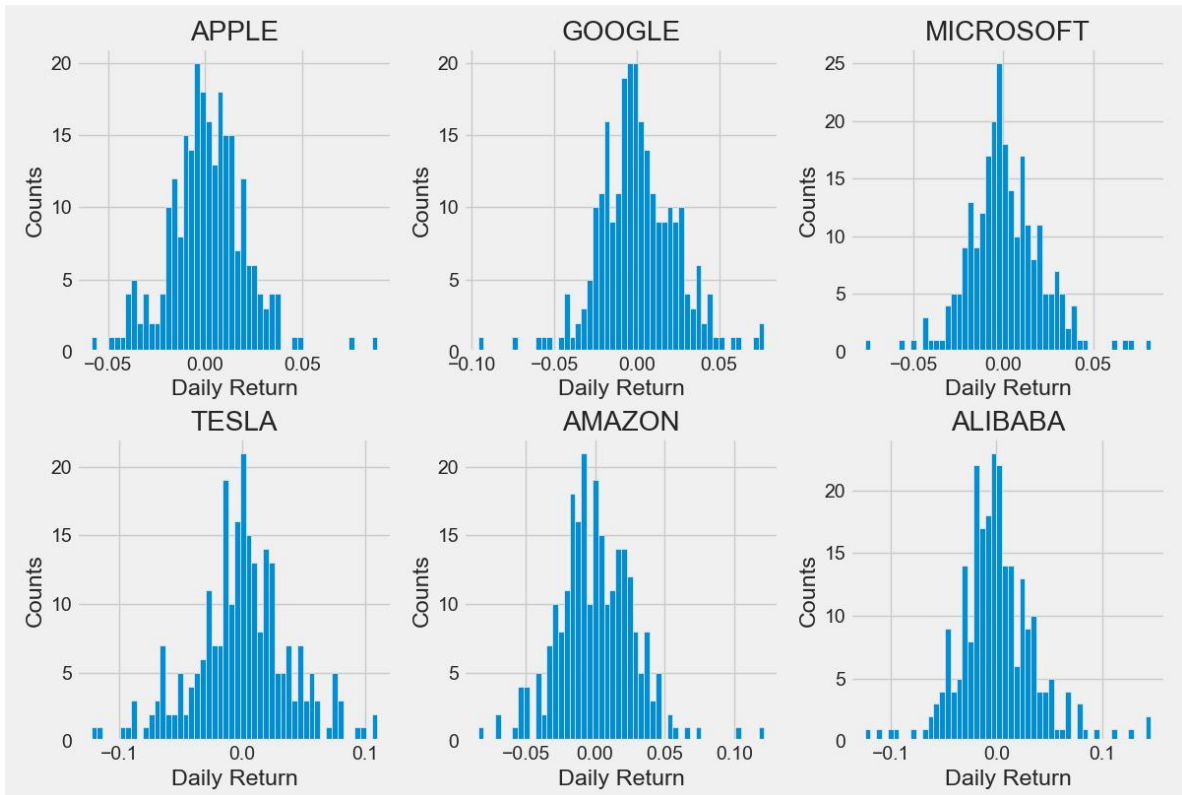 APPLE
20
15
10
5
0
Counts
−0.05
0.00
0.05
Daily Return
GOOGLE
20
15
10
5
0
Counts
−0.10
−0.05
0.00
0.05
Daily Return
MICROSOFT
25
20
15
10
5
0
Counts
−0.05
0.00
0.05
Daily Return
TESLA
20
15
10
5
0
Counts
−0.1
0.0
0.1
Daily Return
AMAZON
20
15
10
5
0
Counts
−0.05
0.00
0.05
0.10
Daily Return
ALIBABA
20
15
10
5
0
Counts
−0.1
0.0
0.1
Daily Return